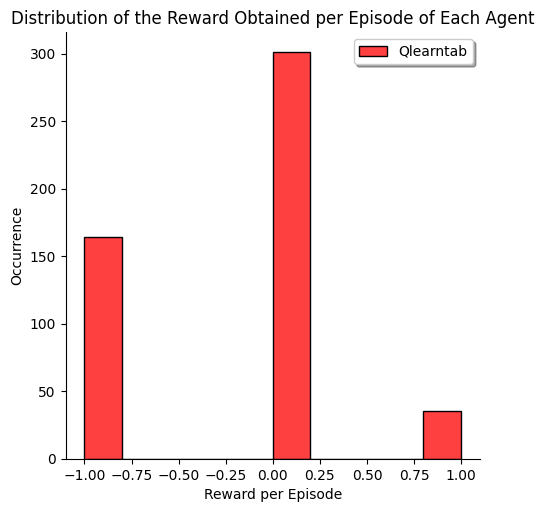 Distribution of the Reward Obtained per Episode of Each Agent
Qlearntab
300
250
200
150
100
50
0
Occurrence
−1.00 −0.75 −0.50 −0.25 0.00 0.25 0.50 0.75 1.00
Reward per Episode